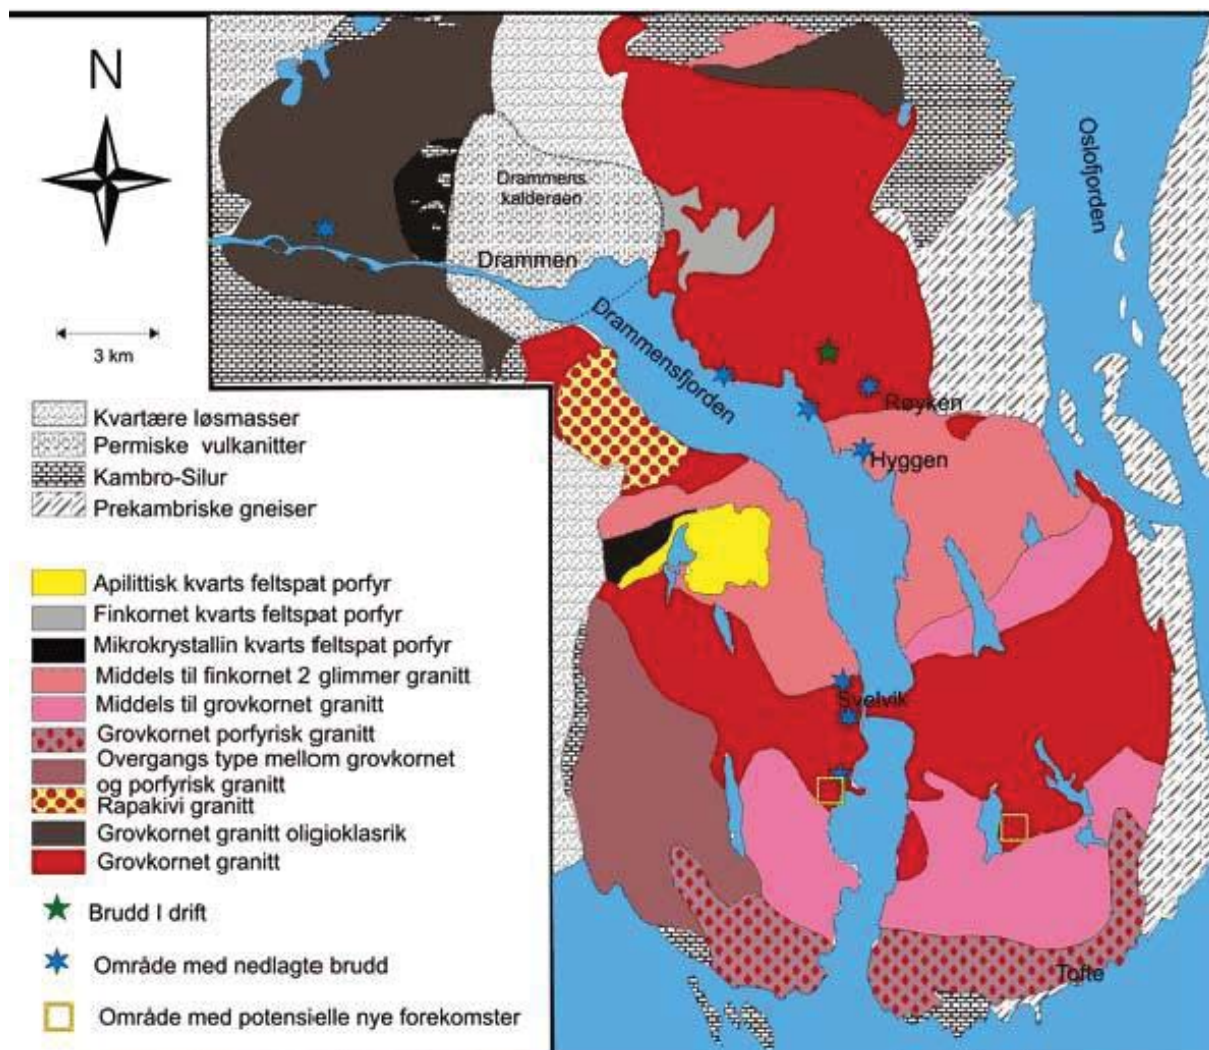 N
3 km
Kvartære løsmasser
Permiske vulkanitter
Kambro-Silur
Prekambriske gneiser
Apilittisk kvarts feltspat porfyr
Finkornet kvarts feltspat porfyr
Mikrokrystallin kvarts feltspat porfyr
Middels til finkornet 2 glimmer granitt
Middels til grovkornet granitt
Grovkornet porfyrisk granitt
Overgangs type mellom grovkornet
og porfyrisk granitt
Rapakivi granitt
Grovkornet granitt oligioklasrik
Grovkornet granitt
Brudd I drift
Område med nedlagte brudd
Område med potensielle nye forekomster
Drammens
kalderaen
Drammen
Drammensfjorden
Oslofjorden
Røyken
Hyggen
Svelvik
Tofte